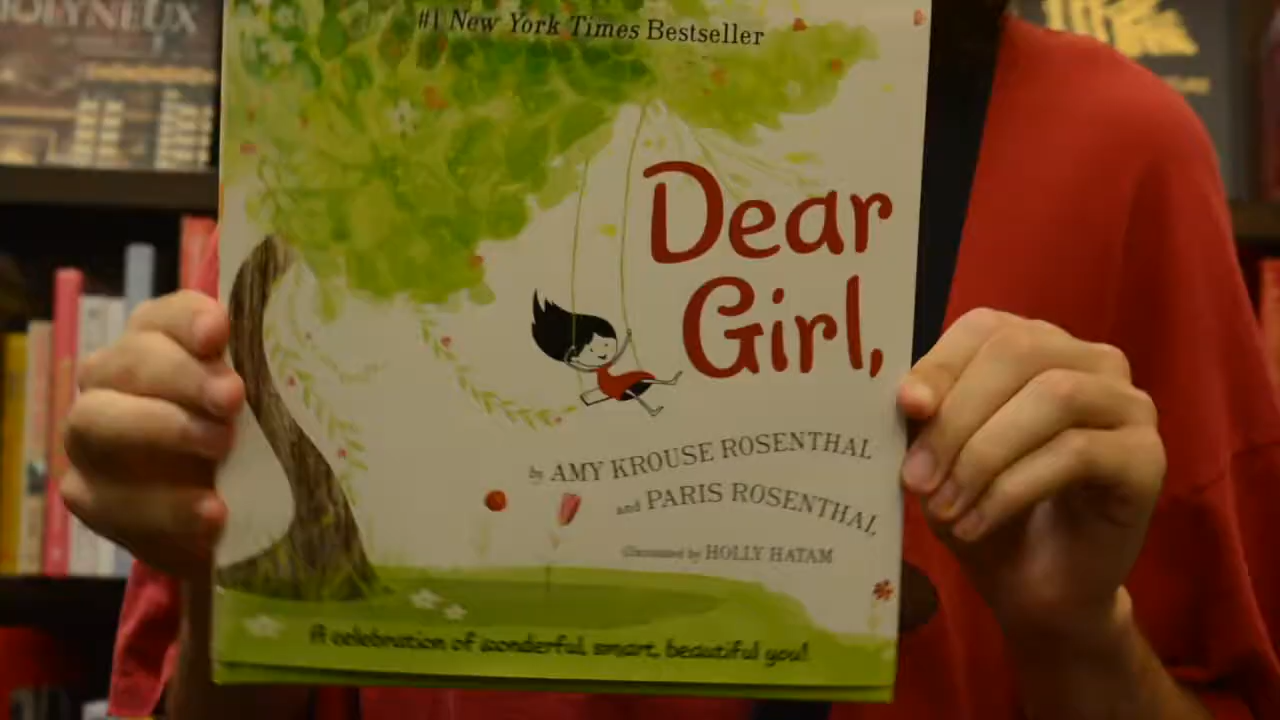 OLYNEUX
#1 New York Times Bestseller
Dear
Girl,
by AMY KROUSE ROSENTHAL
and PARIS ROSENTHAL
illustrated by HOLLY HATAM
A celebration of wonderful, smart, beautiful you!